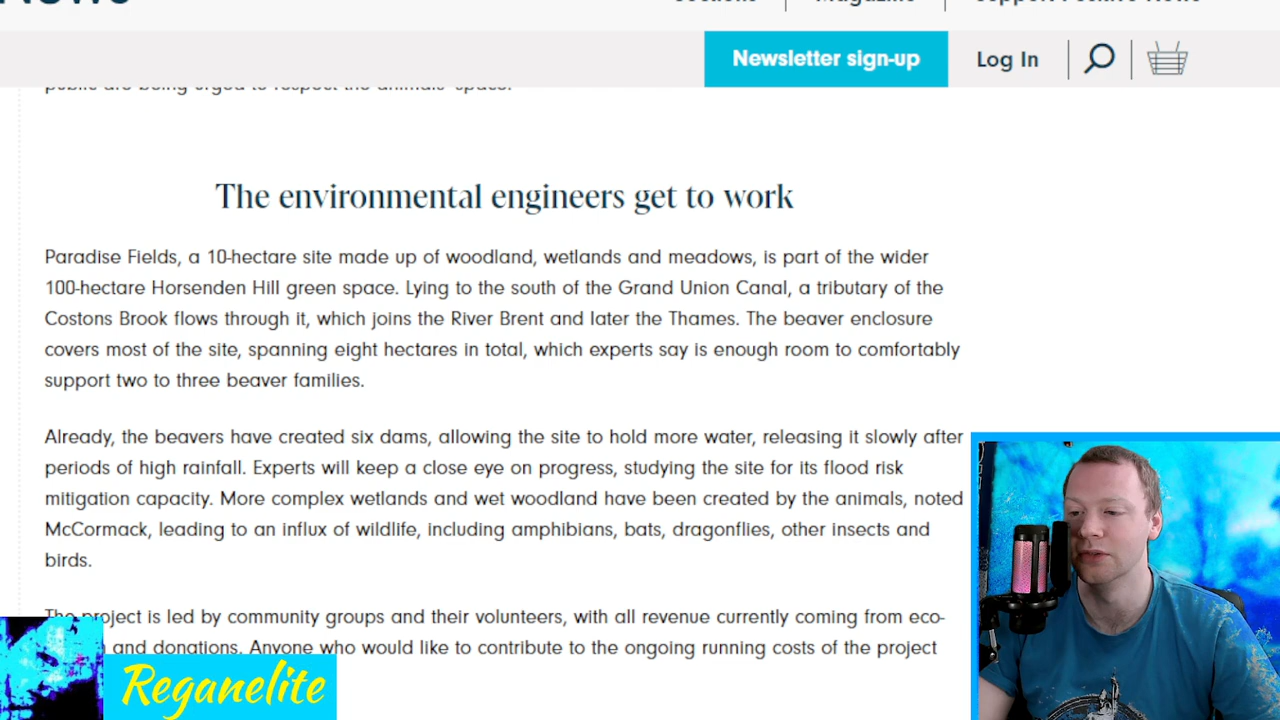 Newsletter sign-up
Log In
The environmental engineers get to work
Paradise Fields, a 10-hectare site made up of woodland, wetlands and meadows, is part of the wider
100-hectare Horsenden Hill green space. Lying to the south of the Grand Union Canal, a tributary of the
Costons Brook flows through it, which joins the River Brent and later the Thames. The beaver enclosure
covers most of the site, spanning eight hectares in total, which experts say is enough room to comfortably
support two to three beaver families.
Already, the beavers have created six dams, allowing the site to hold more water, releasing it slowly after
periods of high rainfall. Experts will keep a close eye on progress, studying the site for its flood risk
mitigation capacity. More complex wetlands and wet woodland have been created by the animals, noted
McCormack, leading to an influx of wildlife, including amphibians, bats, dragonflies, other insects and
birds.
The project is led by community groups and their volunteers, with all revenue currently coming from eco-
and donations. Anyone who would like to contribute to the ongoing running costs of the project
Reganelite